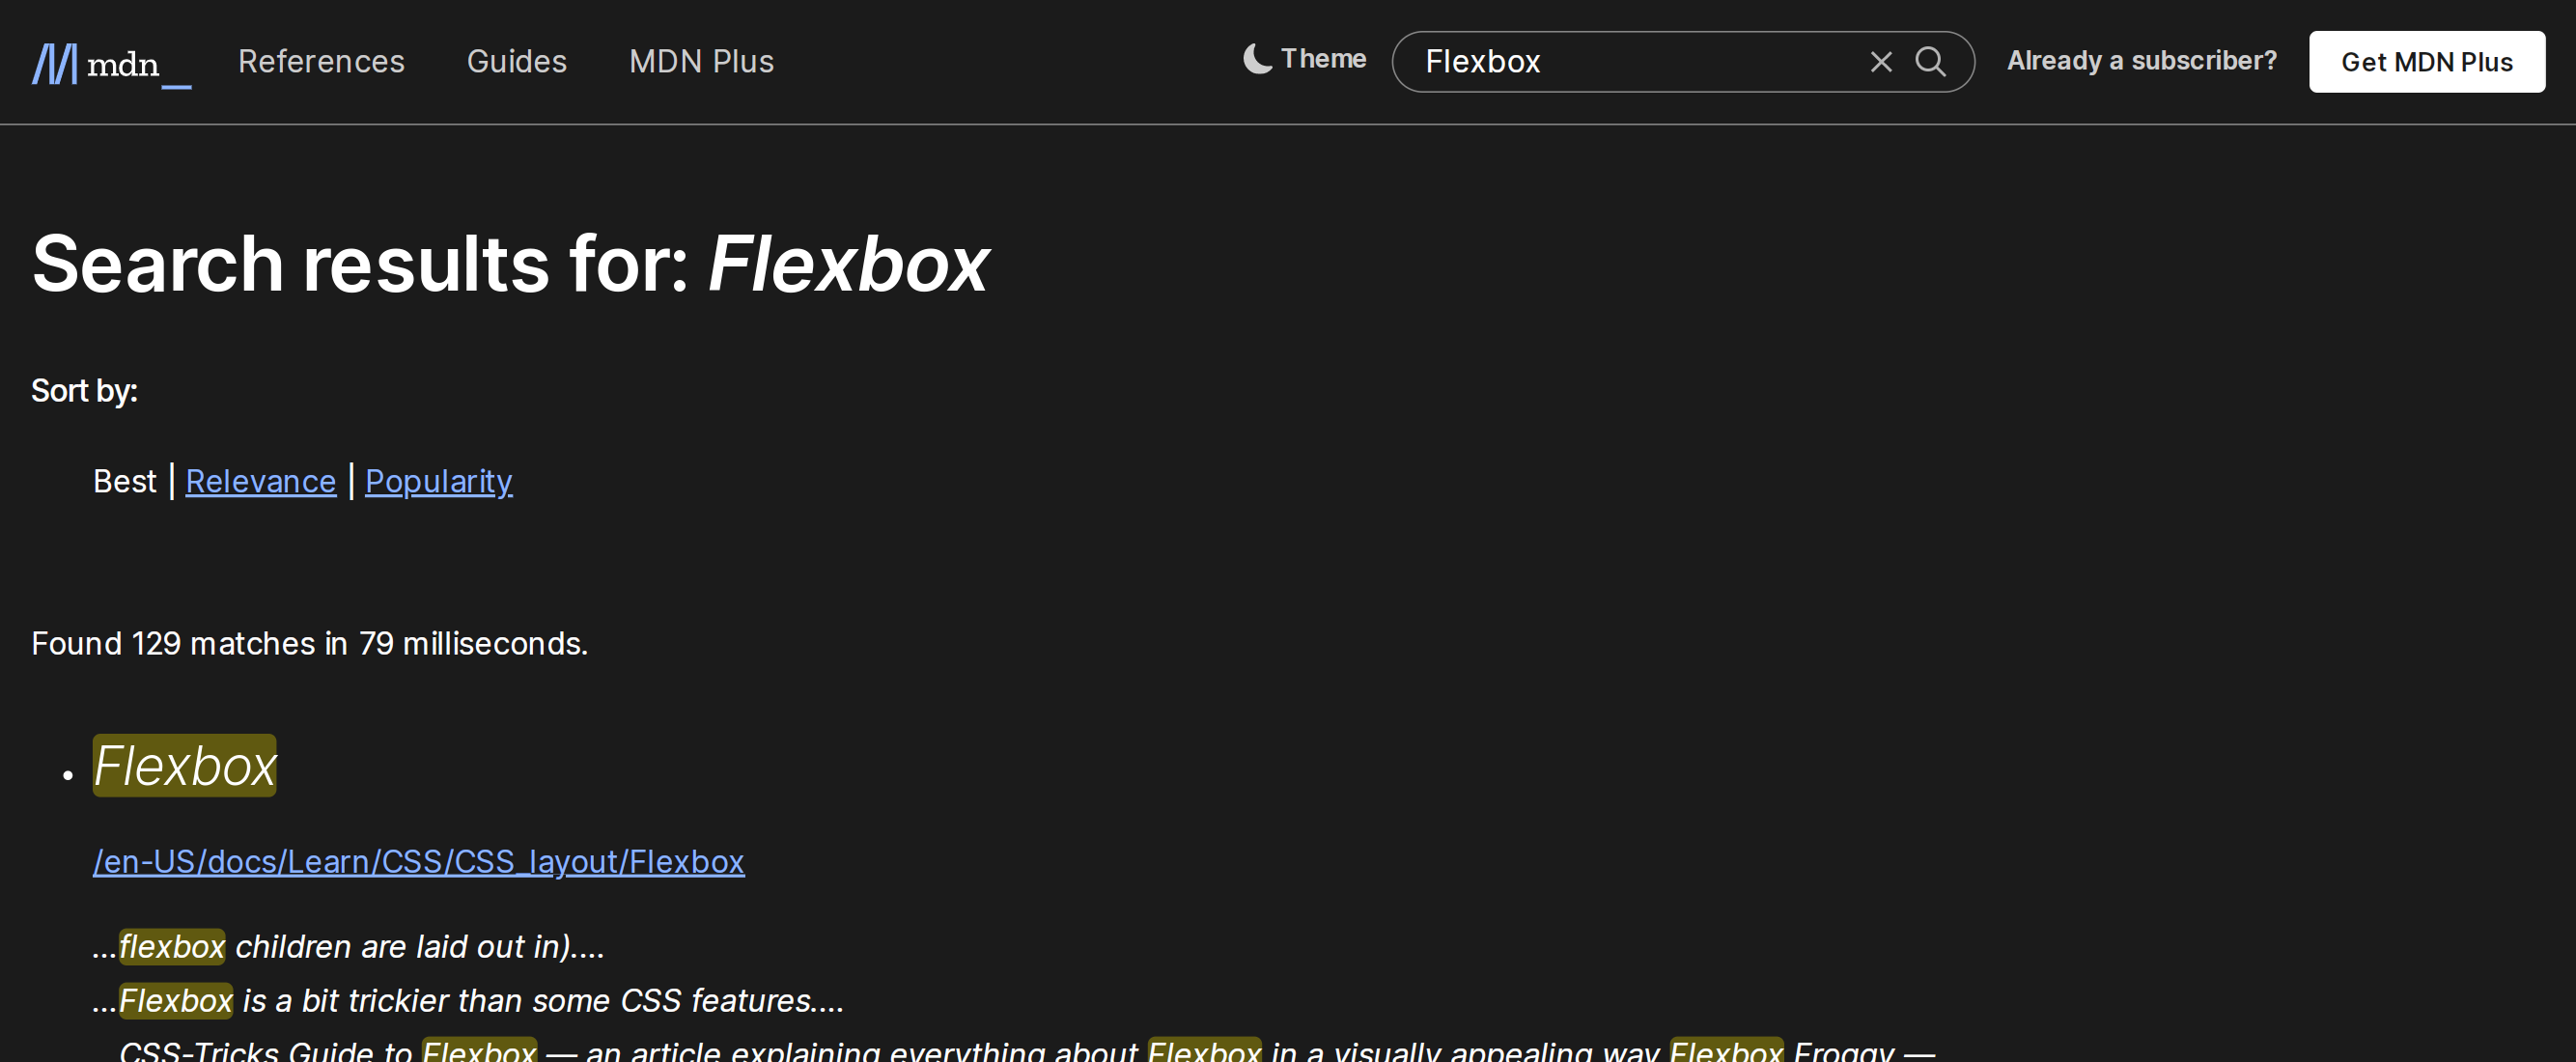 mdn_ References Guides MDN Plus Theme Flexbox Already a subscriber? Get MDN Plus
Search results for: Flexbox
Sort by:
Best | Relevance | Popularity
Found 129 matches in 79 milliseconds.
• Flexbox
/en-US/docs/Learn/CSS/CSS_layout/Flexbox
...flexbox children are laid out in)....
...Flexbox is a bit trickier than some CSS features....
CSS-Tricks Guide to Flexbox — an article explaining everything about Flexbox in a visually appealing way Flexbox Froggy —